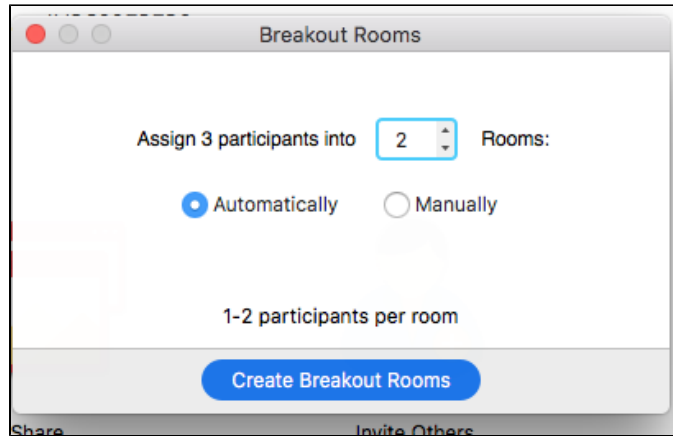 Breakout Rooms
Assign 3 participants into 2 Rooms:
Automatically Manually
1-2 participants per room
Create Breakout Rooms
Share Invite Others